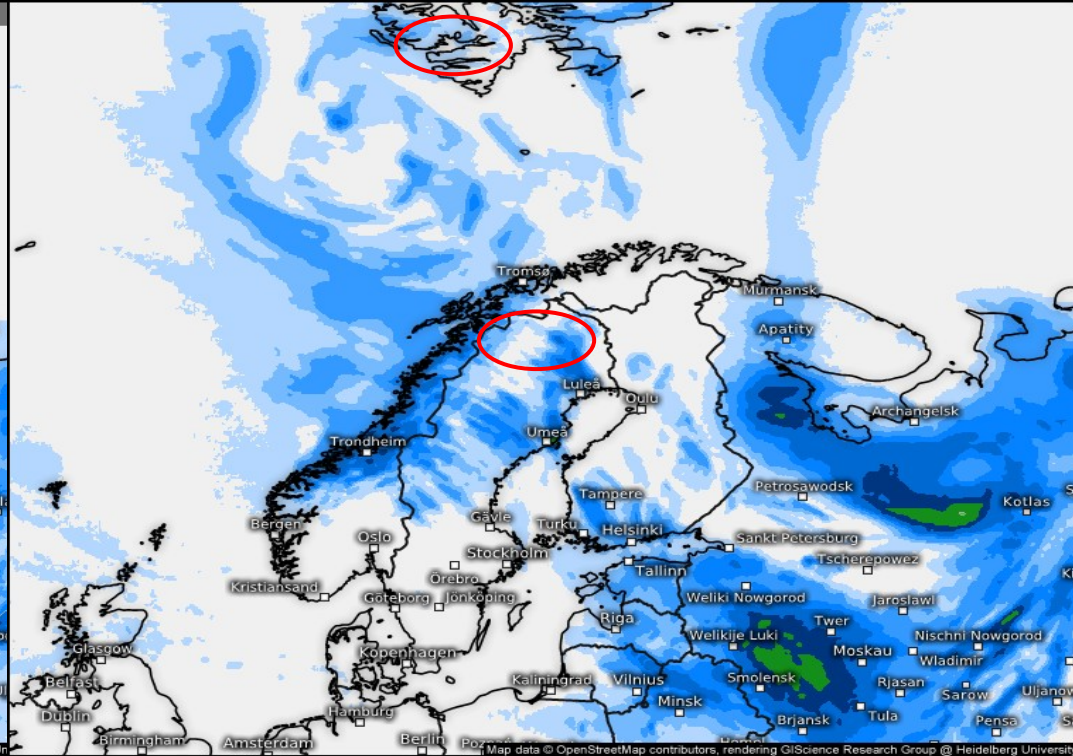 Tromsø
Murmansk
Apatity
Luleå
Oulu
Archangelsk
Umeå
Trondheim
Petrosawodsk
Tampere
Kotlas
Gävle
Turku
Bergen
Oslo
Helsinki
Sankt Petersburg
Stockholm
Tscherepowez
Tallinn
Örebro
Kristiansand
Göteborg
Jönköping
Weliki Nowgorod
Jaroslawl
Riga
Twer
Welikije Luki
Nischni Nowgorod
Glasgow
Kopenhagen
Moskau
Wladimir
Belfast
Kaliningrad
Vilnius
Smolensk
Rjasan
Sarow
Uljanow
Minsk
Dublin
Hamburg
Brjansk
Tula
Pensa
Birmingham
Amsterdam
Berlin
Map data © OpenStreetMap contributors, rendering GIScience Research Group @ Heidelberg Universit